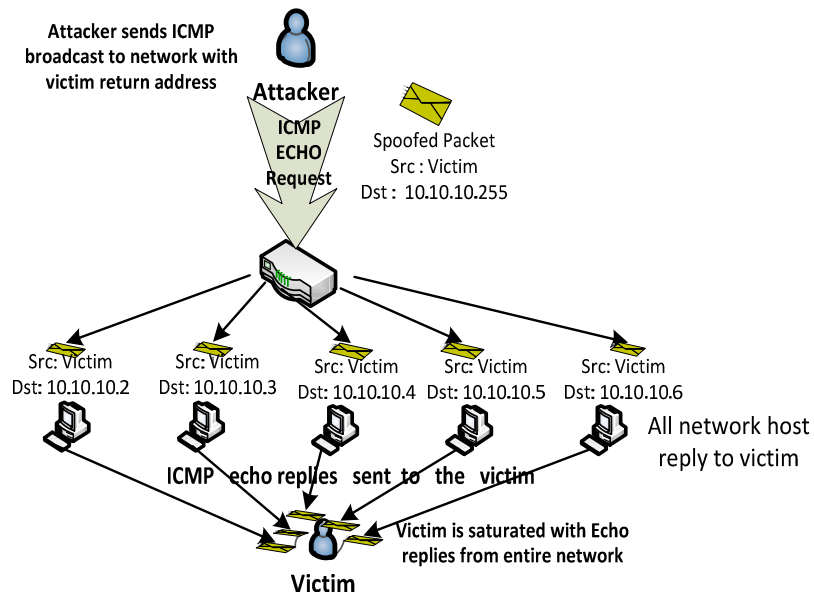 Attacker sends ICMP
broadcast to network with
victim return address
Attacker
ICMP
ECHO
Request
Spoofed Packet
Src : Victim
Dst : 10.10.10.255
Src: Victim
Dst: 10.10.10.2
Src: Victim
Dst: 10.10.10.3
Src: Victim
Dst: 10.10.10.4
Src: Victim
Dst: 10.10.10.5
Src: Victim
Dst: 10.10.10.6
All network host
reply to victim
ICMP echo replies sent to the victim
Victim is saturated with Echo
replies from entire network
Victim